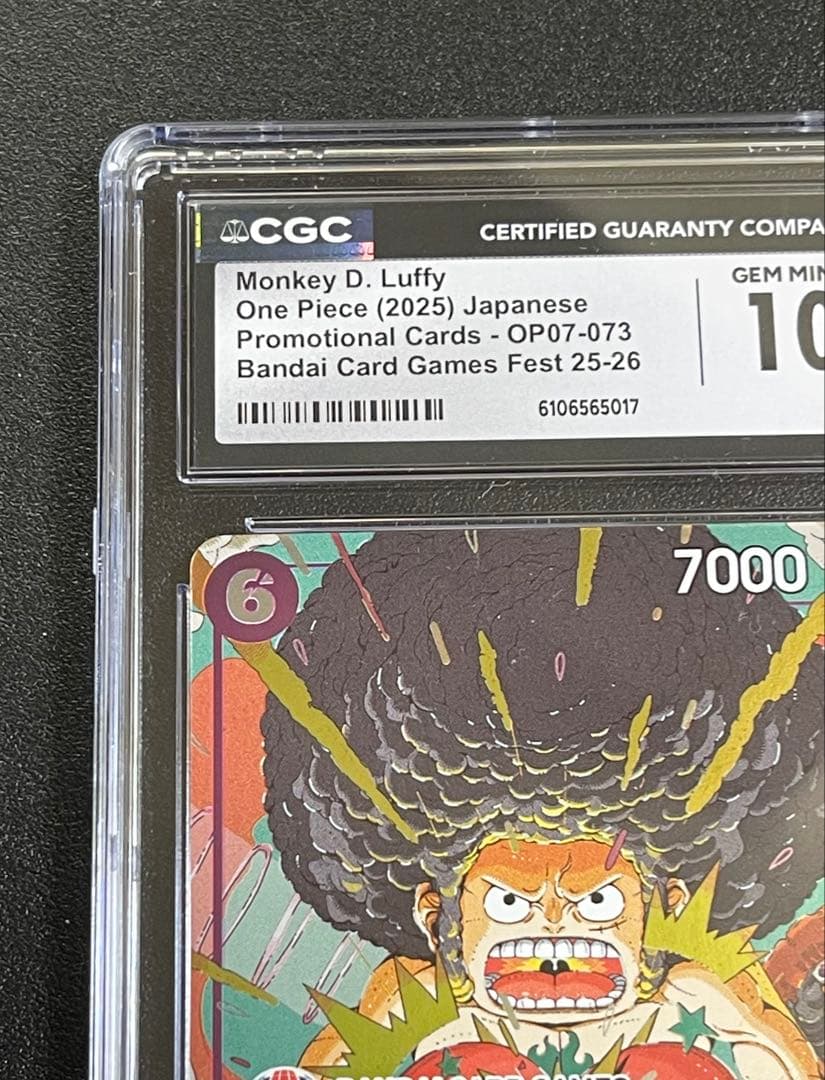 CGC
CERTIFIED GUARANTY COMPA
Monkey D. Luffy
One Piece (2025) Japanese
Promotional Cards - OP07-073
Bandai Card Games Fest 25-26
6106565017
GEM MIN
10
6
7000